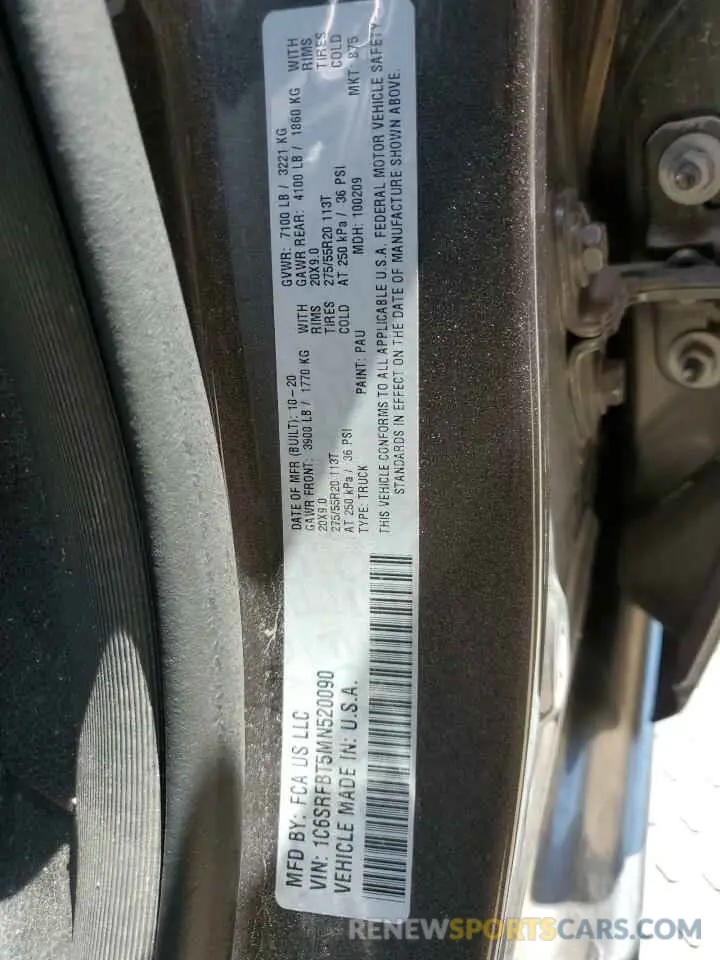 MFD BY: FCA US LLC
VIN: 1C6SRFBT5MN520090
VEHICLE MADE IN: U.S.A.
DATE OF MFR (BUILT): 10-20
GAWR FRONT: 3900 LB / 1770 KG WITH
20X9.0 RIMS
275/55R20 113T TIRES
AT 250 kPa / 36 PSI COLD
TYPE: TRUCK PAINT: PAU
GVWR: 7100 LB / 3221 KG
GAWR REAR: 4100 LB / 1860 KG WITH
20X9.0 RIMS
275/55R20 113T TIRES
AT 250 kPa / 36 PSI COLD
MDH: 100209 MKT: 875
THIS VEHICLE CONFORMS TO ALL APPLICABLE U.S.A. FEDERAL MOTOR VEHICLE SAFETY
STANDARDS IN EFFECT ON THE DATE OF MANUFACTURE SHOWN ABOVE.
RENEWSPORTSCARS.COM